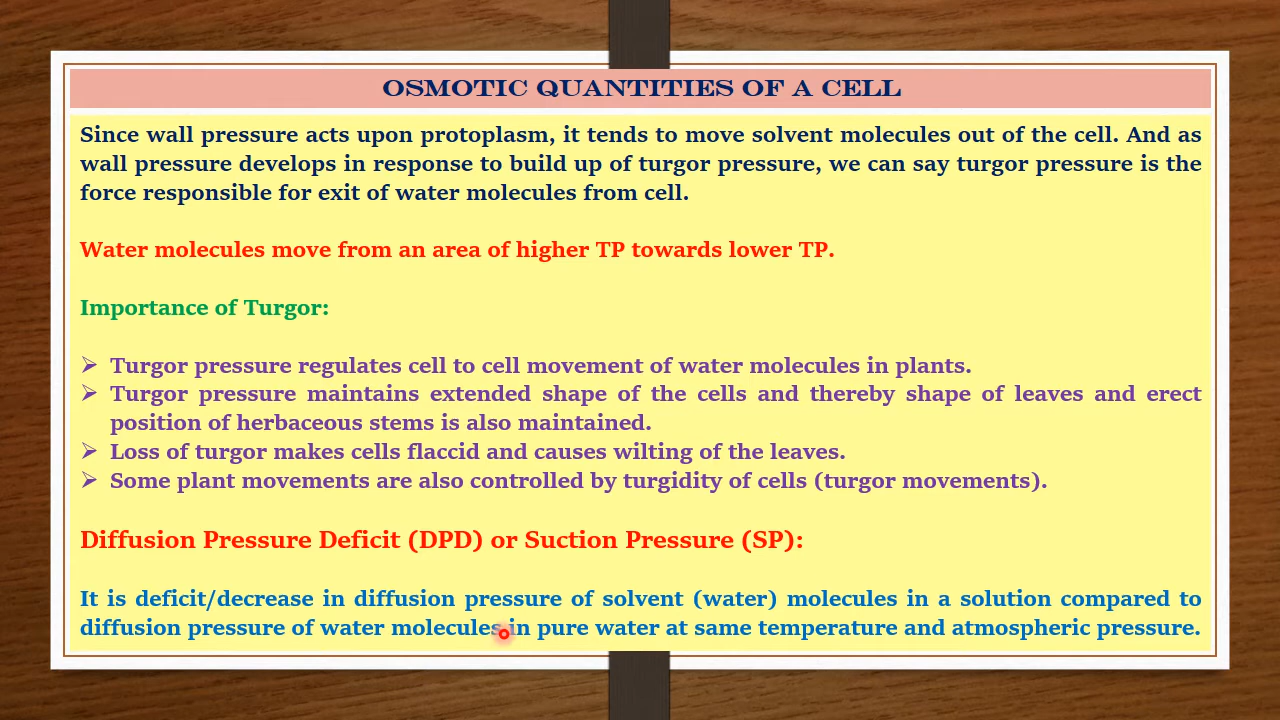 OSMOTIC QUANTITIES OF A CELL
Since wall pressure acts upon protoplasm, it tends to move solvent molecules out of the cell. And as
wall pressure develops in response to build up of turgor pressure, we can say turgor pressure is the
force responsible for exit of water molecules from cell.
Water molecules move from an area of higher TP towards lower TP.
Importance of Turgor:
➢ Turgor pressure regulates cell to cell movement of water molecules in plants.
➢ Turgor pressure maintains extended shape of the cells and thereby shape of leaves and erect
position of herbaceous stems is also maintained.
➢ Loss of turgor makes cells flaccid and causes wilting of the leaves.
➢ Some plant movements are also controlled by turgidity of cells (turgor movements).
Diffusion Pressure Deficit (DPD) or Suction Pressure (SP):
It is deficit/decrease in diffusion pressure of solvent (water) molecules in a solution compared to
diffusion pressure of water molecules in pure water at same temperature and atmospheric pressure.